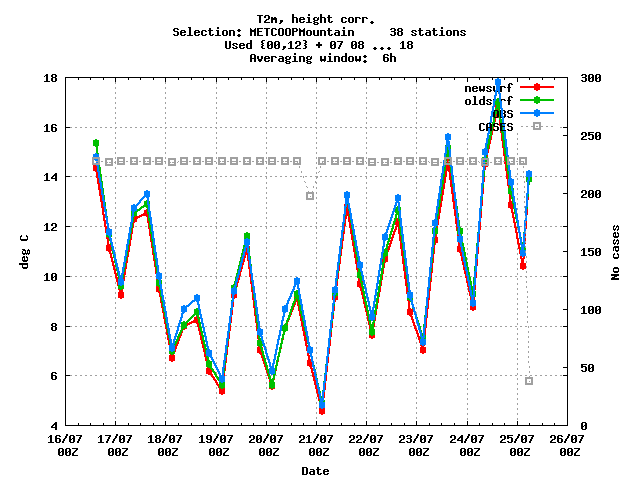 T2m, height corr.
Selection: METCOOPMountain 38 stations
Used {00,12} + 07 08 ... 18
Averaging window: 6h
newsurf
oldsurf
OBS
CASES
deg C
18
16
14
12
10
8
6
4
300
250
200
150
100
50
0
No cases
16/07 17/07 18/07 19/07 20/07 21/07 22/07 23/07 24/07 25/07 26/07
00Z 00Z 00Z 00Z 00Z 00Z 00Z 00Z 00Z 00Z 00Z
Date